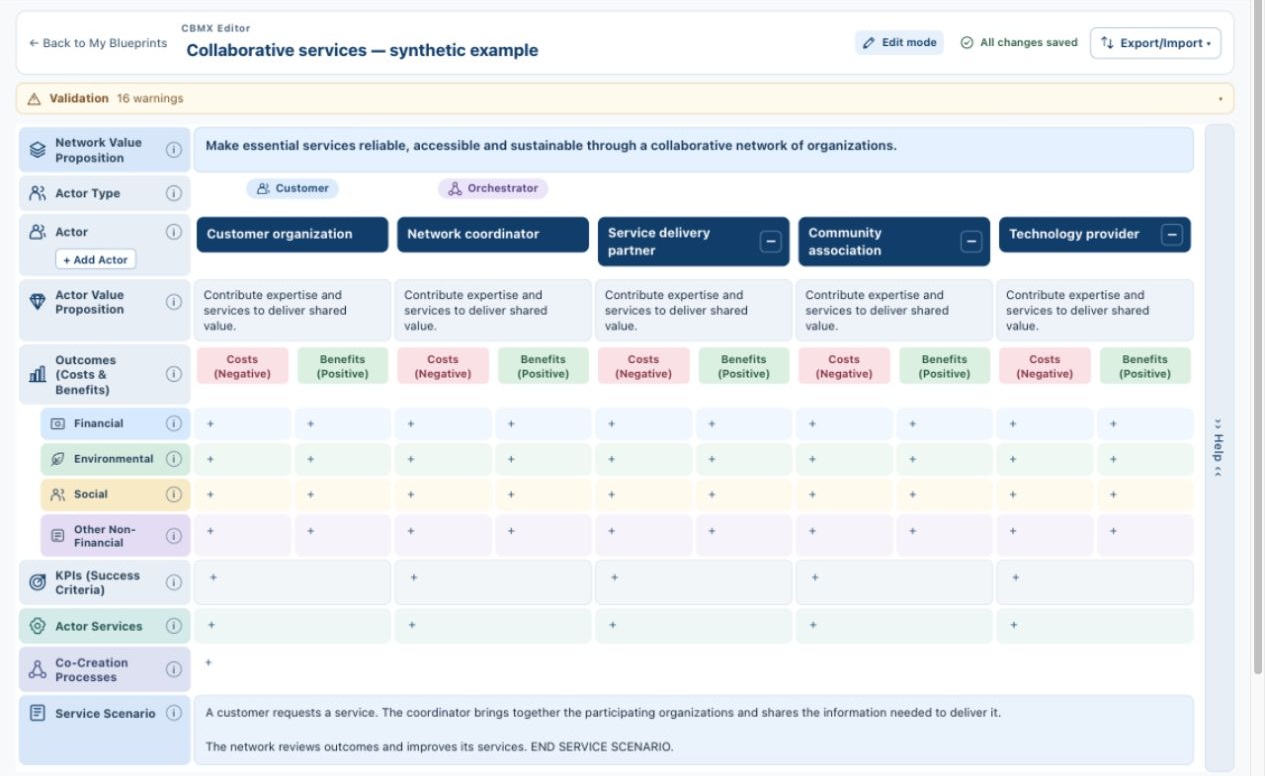 ← Back to My Blueprints
CBMX Editor
Collaborative services — synthetic example
Edit mode
All changes saved
Export/Import
Validation 16 warnings
Network Value
Proposition
Make essential services reliable, accessible and sustainable through a collaborative network of organizations.
Actor Type
Customer
Orchestrator
Actor
+ Add Actor
Customer organization
Network coordinator
Service delivery
partner
Community
association
Technology provider
Actor Value
Proposition
Contribute expertise and
services to deliver shared
value.
Contribute expertise and
services to deliver shared
value.
Contribute expertise and
services to deliver shared
value.
Contribute expertise and
services to deliver shared
value.
Contribute expertise and
services to deliver shared
value.
Outcomes
(Costs &
Benefits)
Costs
(Negative)
Benefits
(Positive)
Costs
(Negative)
Benefits
(Positive)
Costs
(Negative)
Benefits
(Positive)
Costs
(Negative)
Benefits
(Positive)
Costs
(Negative)
Benefits
(Positive)
Financial
+ + + + + + + + + +
Environmental
+ + + + + + + + + +
Social
+ + + + + + + + + +
Other Non-
Financial
+ + + + + + + + + +
KPIs (Success
Criteria)
+ + + + +
Actor Services
+ + + + +
Co-Creation
Processes
+
Service Scenario
A customer requests a service. The coordinator brings together the participating organizations and shares the information needed to deliver it.
The network reviews outcomes and improves its services. END SERVICE SCENARIO.
>> Help <<